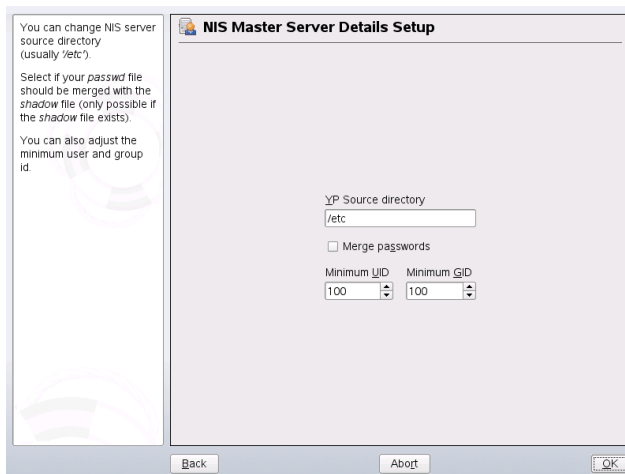 You can change NIS server
source directory
(usually '/etc').
Select if your passwd file
should be merged with the
shadow file (only possible if
the shadow file exists).
You can also adjust the
minimum user and group
id.
NIS Master Server Details Setup
YP Source directory
/etc
Merge passwords
Minimum UID Minimum GID
100 100
Back Abort OK